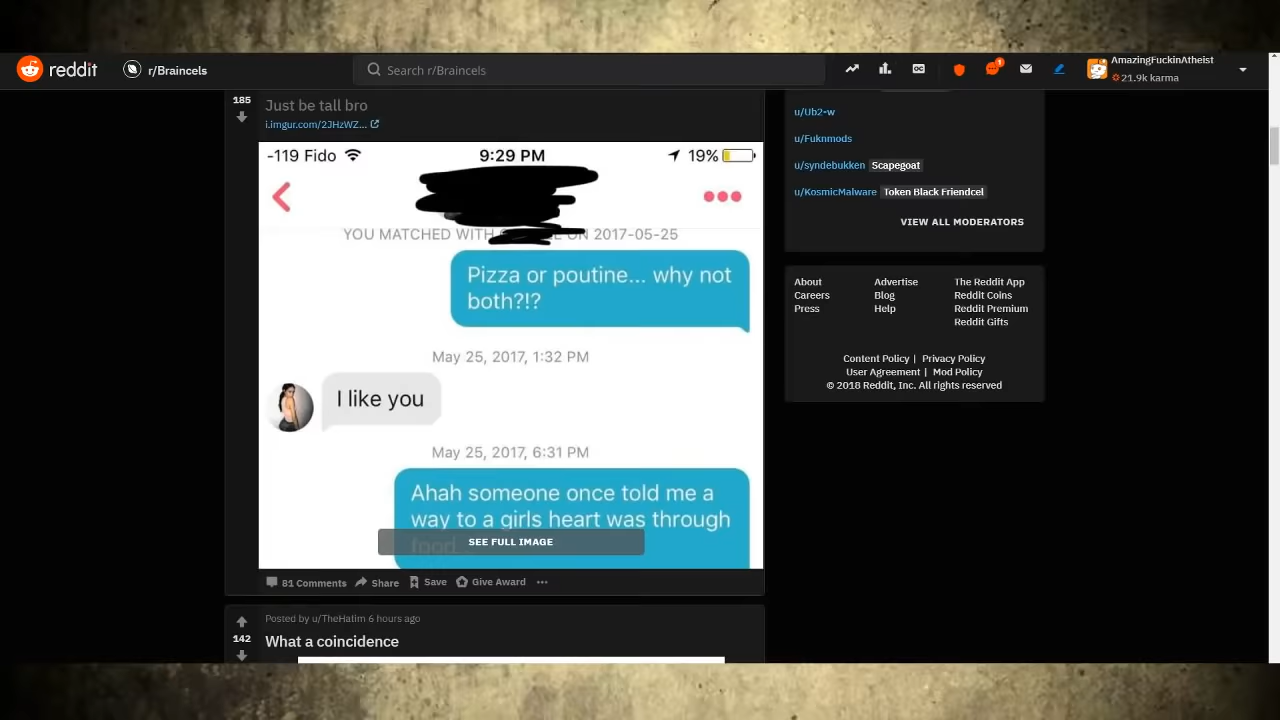 reddit
r/Braincels
Search r/Braincels
1
AmazingFuckinAtheist
21.9k karma
185
Just be tall bro
i.imgur.com/2JHzWZ...
-119 Fido
9:29 PM
19%
YOU MATCHED WITH
ON 2017-05-25
Pizza or poutine... why not
both?!?
May 25, 2017, 1:32 PM
I like you
May 25, 2017, 6:31 PM
Ahah someone once told me a
way to a girls heart was through
food
SEE FULL IMAGE
81 Comments
Share
Save
Give Award
Posted by u/TheHalim 6 hours ago
142
What a coincidence
u/Ub2-w
u/Fuknmods
u/syndebukken Scapegoat
u/KosmicMalware Token Black Friendcel
VIEW ALL MODERATORS
About
Careers
Press
Advertise
Blog
Help
The Reddit App
Reddit Coins
Reddit Premium
Reddit Gifts
Content Policy | Privacy Policy
User Agreement | Mod Policy
© 2018 Reddit, Inc. All rights reserved